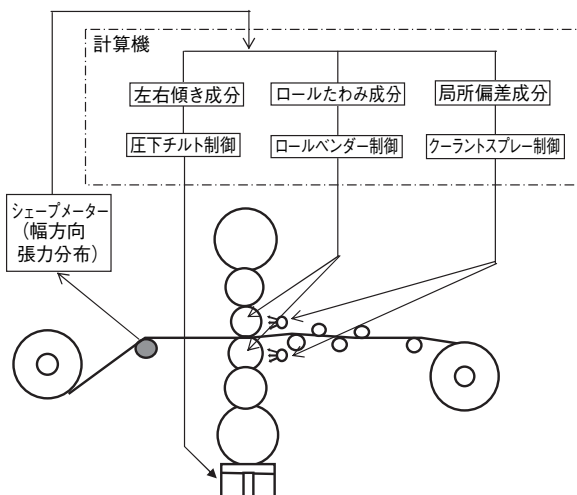 計算機
左右傾き成分
ロールたわみ成分
局所偏差成分
圧下チルト制御
ロールベンダー制御
クーラントスプレー制御
シェープメーター
（幅方向
張力分布）